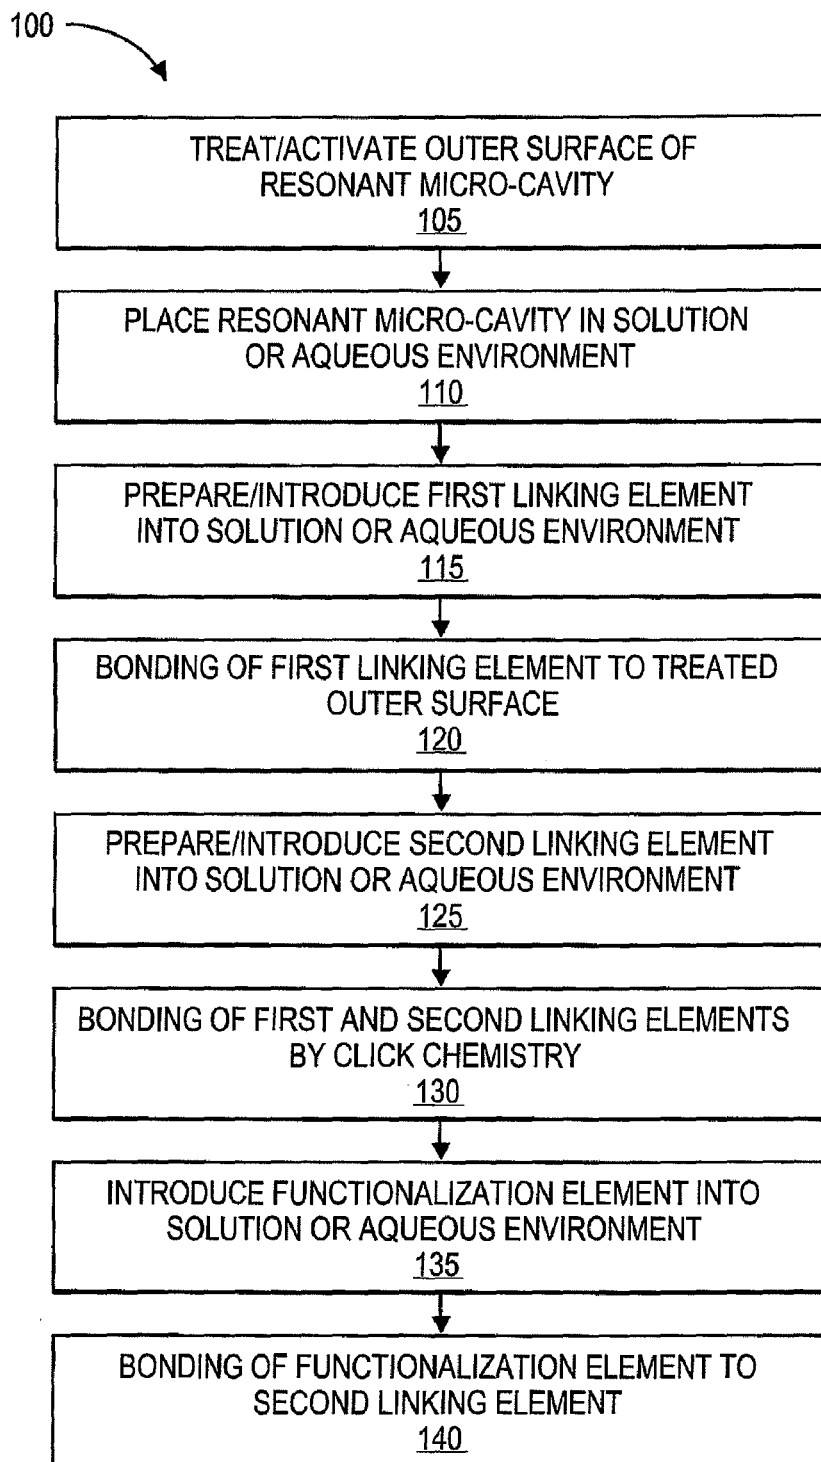 100
TREAT/ACTIVATE OUTER SURFACE OF
RESONANT MICRO-CAVITY
105
PLACE RESONANT MICRO-CAVITY IN SOLUTION
OR AQUEOUS ENVIRONMENT
110
PREPARE/INTRODUCE FIRST LINKING ELEMENT
INTO SOLUTION OR AQUEOUS ENVIRONMENT
115
BONDING OF FIRST LINKING ELEMENT TO TREATED
OUTER SURFACE
120
PREPARE/INTRODUCE SECOND LINKING ELEMENT
INTO SOLUTION OR AQUEOUS ENVIRONMENT
125
BONDING OF FIRST AND SECOND LINKING ELEMENTS
BY CLICK CHEMISTRY
130
INTRODUCE FUNCTIONALIZATION ELEMENT INTO
SOLUTION OR AQUEOUS ENVIRONMENT
135
BONDING OF FUNCTIONALIZATION ELEMENT TO
SECOND LINKING ELEMENT
140